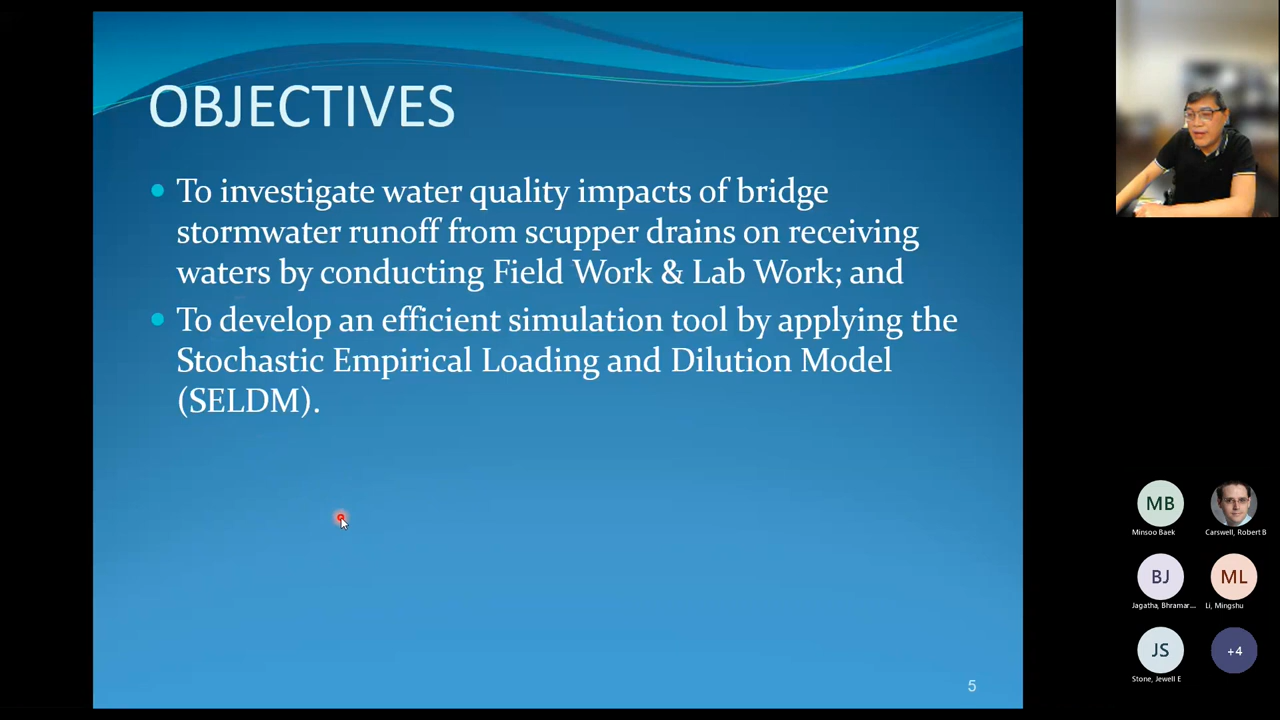 OBJECTIVES
• To investigate water quality impacts of bridge
stormwater runoff from scupper drains on receiving
waters by conducting Field Work & Lab Work; and
• To develop an efficient simulation tool by applying the
Stochastic Empirical Loading and Dilution Model
(SELDM).
5
MB
Minsoo Baek
Carswell, Robert B
BJ
Jagatha, Bhramar...
ML
Li, Mingshu
JS
Stone, Jewell E
+4